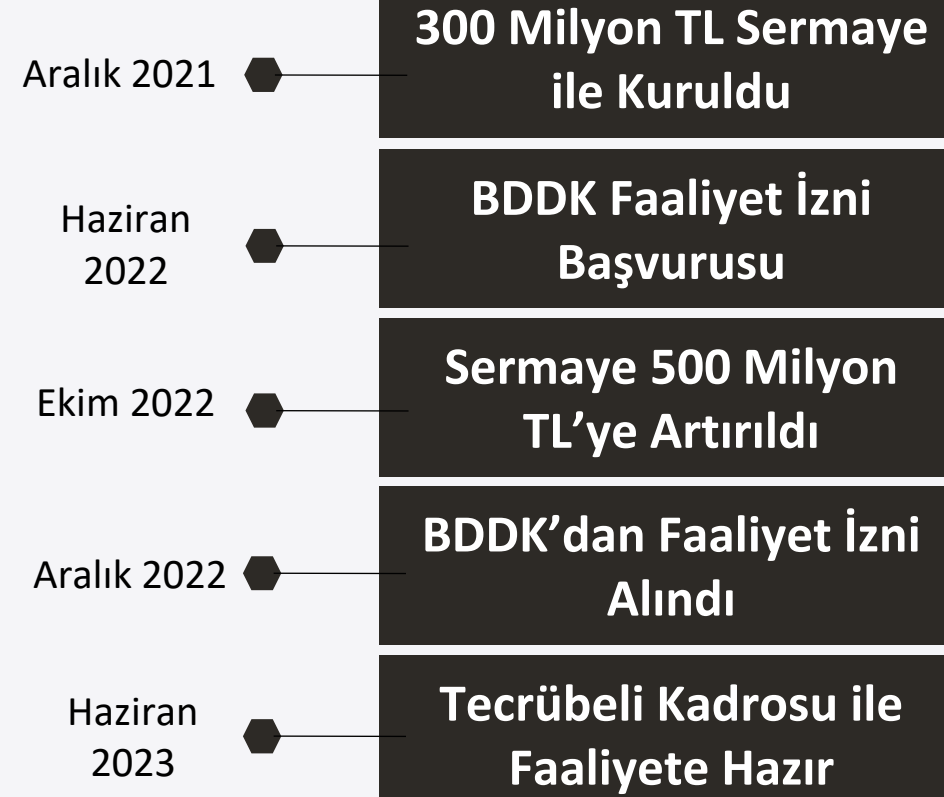 Aralık 2021
300 Milyon TL Sermaye
ile Kuruldu
Haziran
2022
BDDK Faaliyet İzni
Başvurusu
Ekim 2022
Sermaye 500 Milyon
TL’ye Artırıldı
Aralık 2022
BDDK’dan Faaliyet İzni
Alındı
Haziran
2023
Tecrübeli Kadrosu ile
Faaliyete Hazır